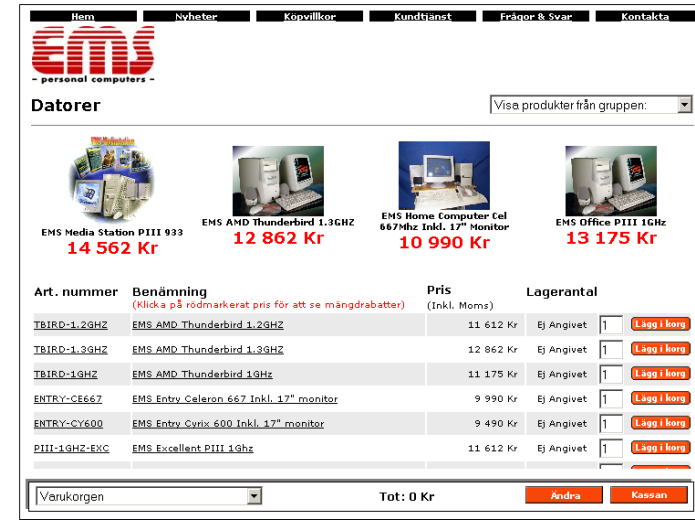 Hem Nyheter Köpvillkor Kundtjänst Frågor & Svar Kontakta
EMS
- personal computers -
Datorer
Visa produkter från gruppen:
EMS Media Station PIII 933
14 562 Kr
EMS AMD Thunderbird 1.3GHZ
12 862 Kr
EMS Home Computer Cel
667Mhz Inkl. 17" Monitor
10 990 Kr
EMS Office PIII 1GHz
13 175 Kr
Art. nummer Benämning Pris Lagerantal
(Klicka på rödmarkerat pris för att se mängdrabatter) (Inkl. Moms)
TBIRD-1.2GHZ EMS AMD Thunderbird 1.2GHZ 11 612 Kr Ej Angivet 1 Lägg i korg
TBIRD-1.3GHZ EMS AMD Thunderbird 1.3GHZ 12 862 Kr Ej Angivet 1 Lägg i korg
TBIRD-1GHZ EMS AMD Thunderbird 1GHz 11 175 Kr Ej Angivet 1 Lägg i korg
ENTRY-CE667 EMS Entry Celeron 667 Inkl. 17" monitor 9 990 Kr Ej Angivet 1 Lägg i korg
ENTRY-CY600 EMS Entry Cyrix 600 Inkl. 17" monitor 9 490 Kr Ej Angivet 1 Lägg i korg
PIII-1GHZ-EXC EMS Excellent PIII 1Ghz 11 612 Kr Ej Angivet 1 Lägg i korg
Varukorgen Tot: 0 Kr Ändra Kassan